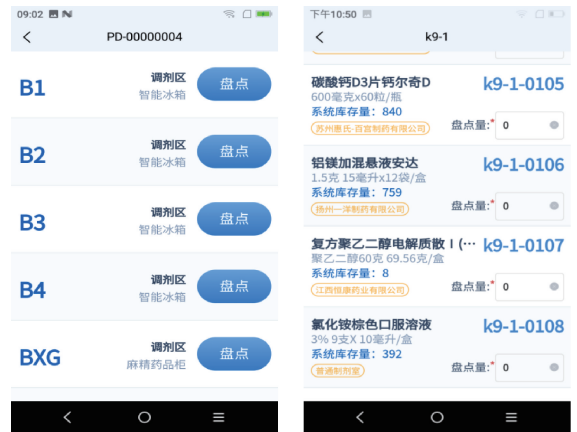 09:02
PD-00000004
B1
调剂区
智能冰箱
盘点
B2
调剂区
智能冰箱
盘点
B3
调剂区
智能冰箱
盘点
B4
调剂区
智能冰箱
盘点
BXG
调剂区
麻精药品柜
盘点
下午10:50
k9-1
碳酸钙D3片钙尔奇D
k9-1-0105
600毫克x60粒/瓶
系统库存量：840
苏州惠氏-百宫制药有限公司
盘点量:* 0
铝镁加混悬液安达
k9-1-0106
1.5克 15毫升x12袋/盒
系统库存量：759
扬州一洋制药有限公司
盘点量:* 0
复方聚乙二醇电解质散 I (…
k9-1-0107
聚乙二醇60克 69.56克/盒
系统库存量：8
江西恒康药业有限公司
盘点量:* 0
氯化铵棕色口服溶液
k9-1-0108
3% 9支X 10毫升/盒
系统库存量：392
普通制剂室
盘点量:* 0